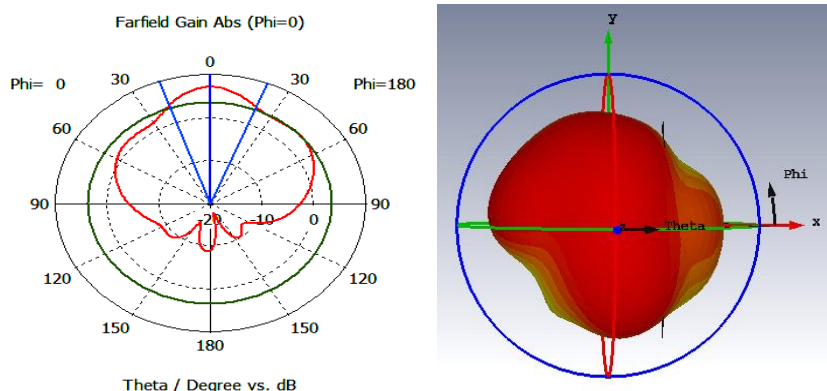 Farfield Gain Abs (Phi=0)
0
Phi= 0 30 30 Phi=180
60 60
90 -20 -10 0 90
120 120
150 150
180
Theta / Degree vs. dB
y
Phi
Theta x